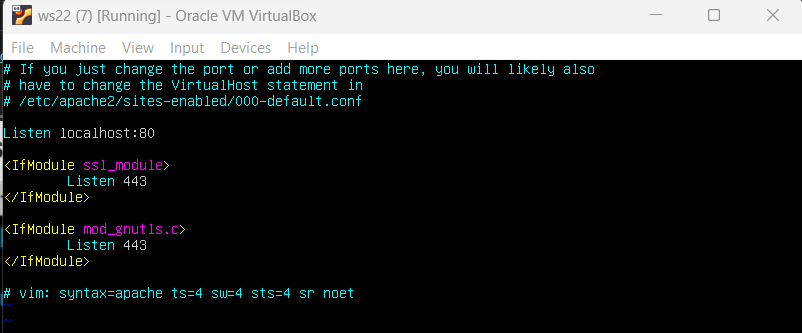 ws22 (7) [Running] - Oracle VM VirtualBox
File Machine View Input Devices Help
# If you just change the port or add more ports here, you will likely also
# have to change the VirtualHost statement in
# /etc/apache2/sites-enabled/000-default.conf
Listen localhost:80
<IfModule ssl_module>
Listen 443
</IfModule>
<IfModule mod_gnutls.c>
Listen 443
</IfModule>
# vim: syntax=apache ts=4 sw=4 sts=4 sr noet
~
~